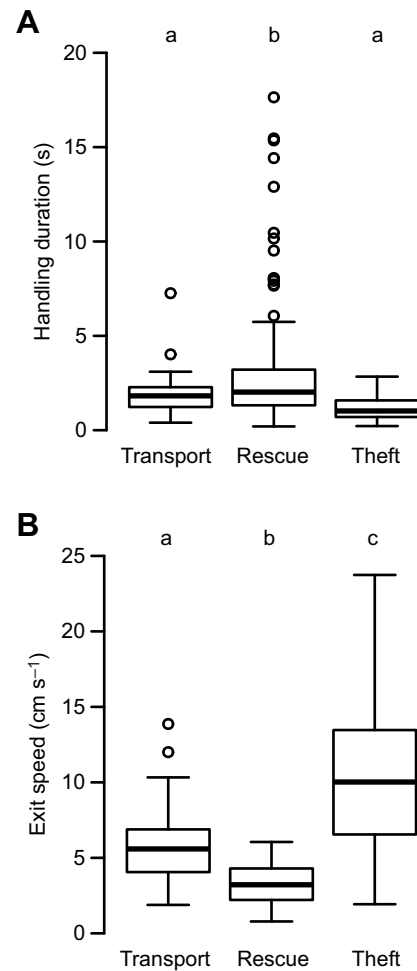 A
a b a
20
15
10
5
0
Handling duration (s)
Transport Rescue Theft
B
a b c
25
20
15
10
5
0
Exit speed (cm s⁻¹)
Transport Rescue Theft